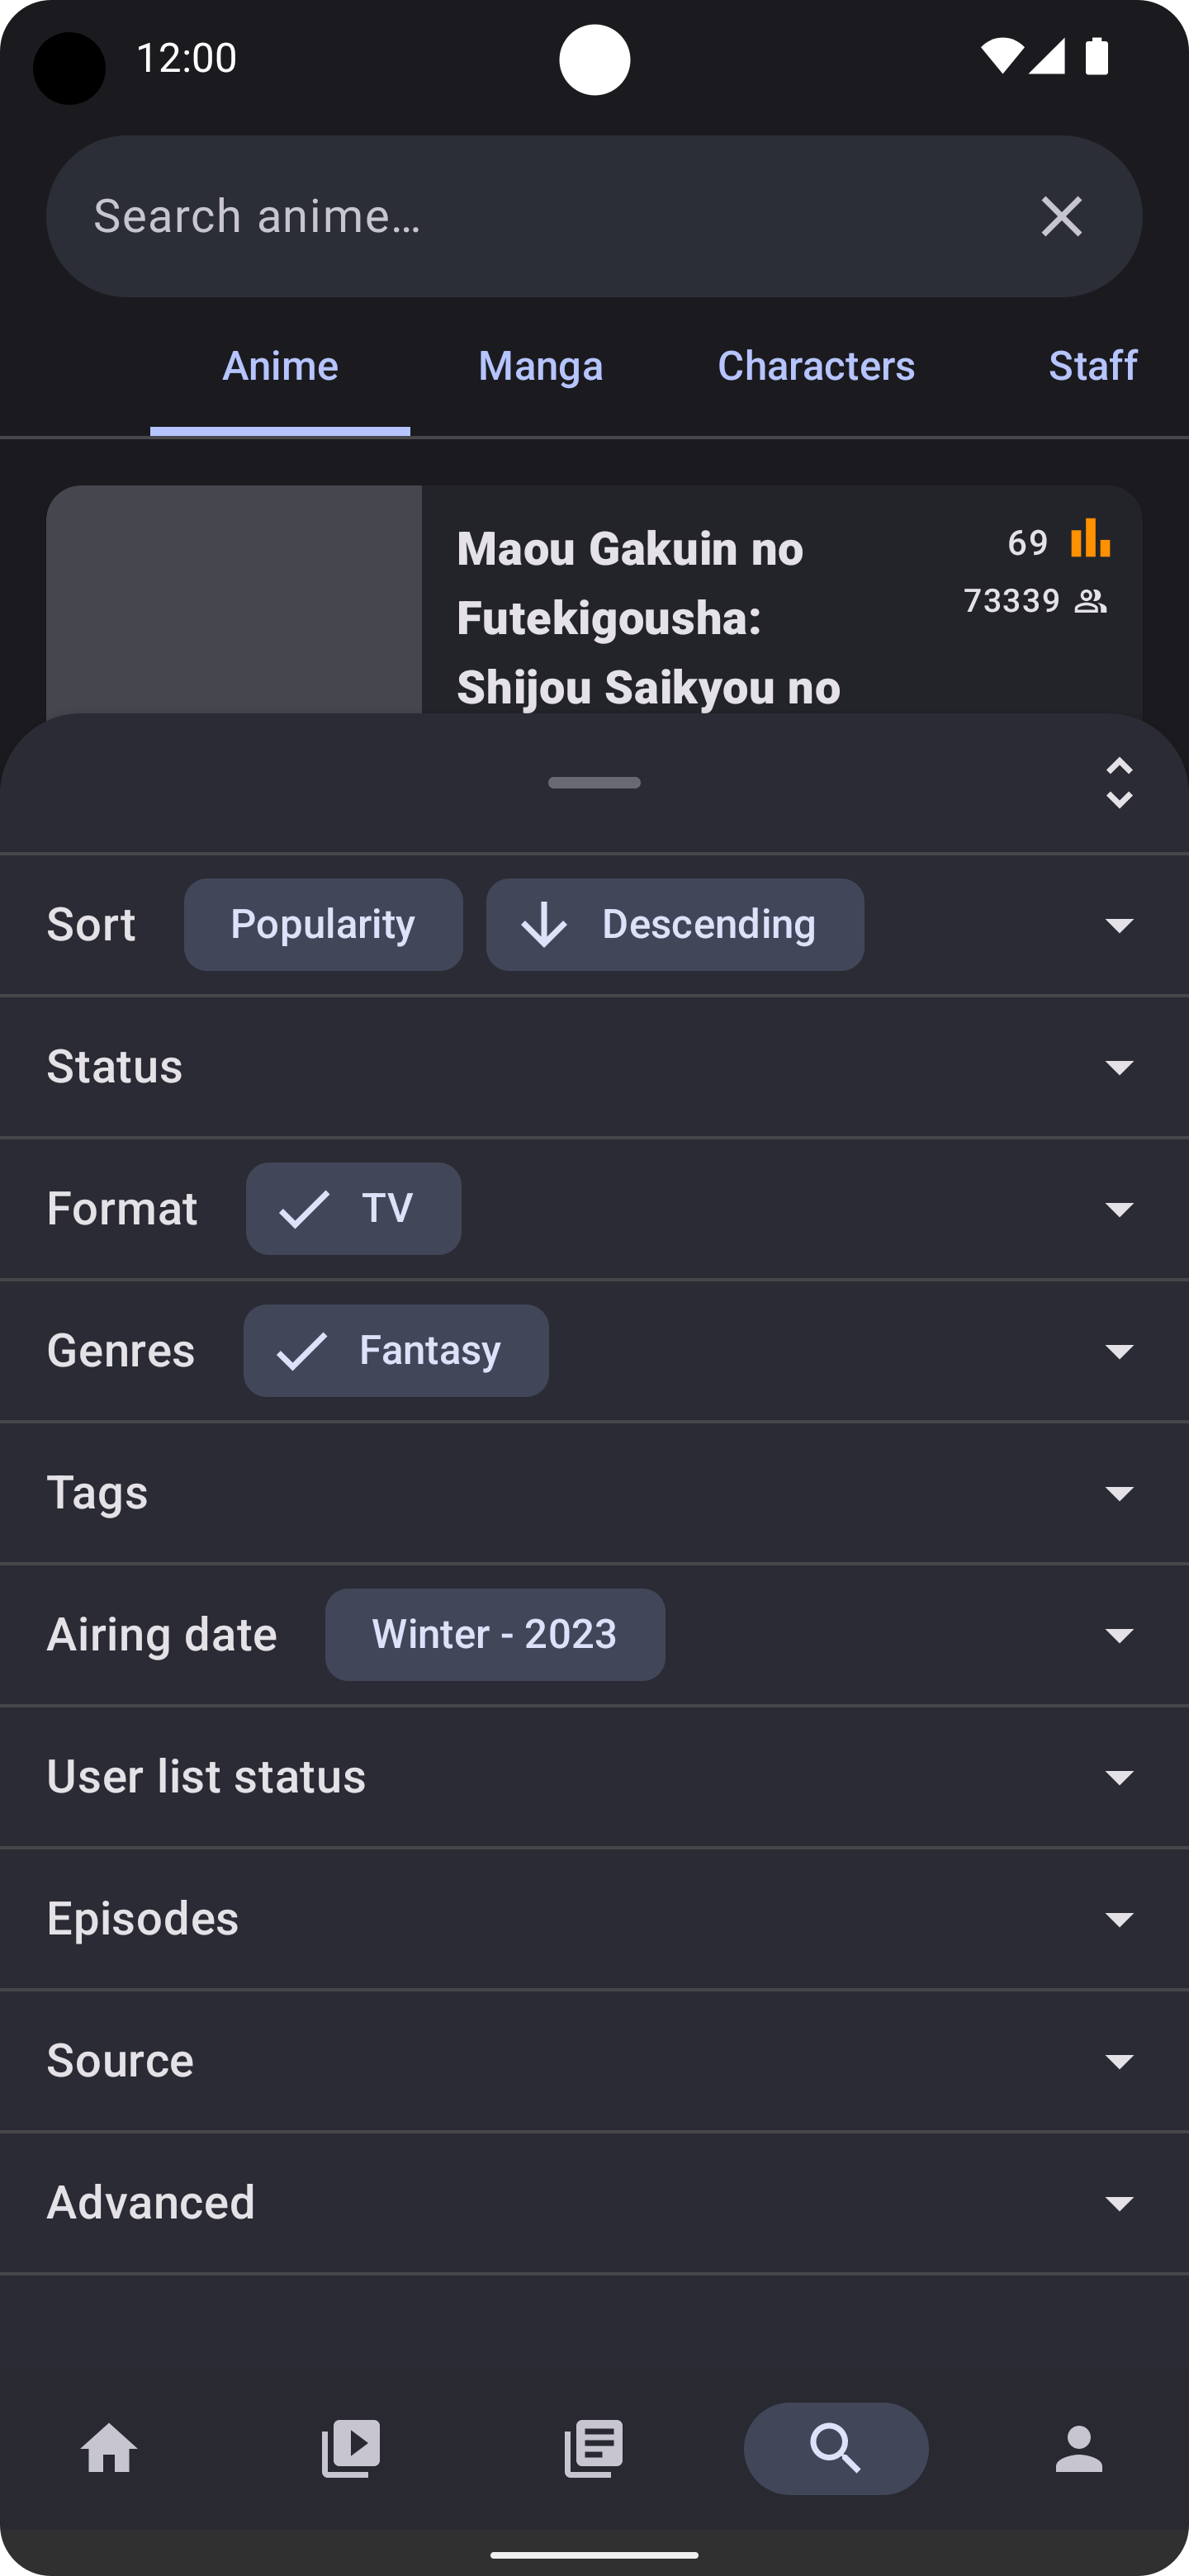 12:00
Search anime…
Anime Manga Characters Staff
Maou Gakuin no
Futekigousha:
Shijou Saikyou no
69
73339
Sort Popularity Descending
Status
Format TV
Genres Fantasy
Tags
Airing date Winter - 2023
User list status
Episodes
Source
Advanced